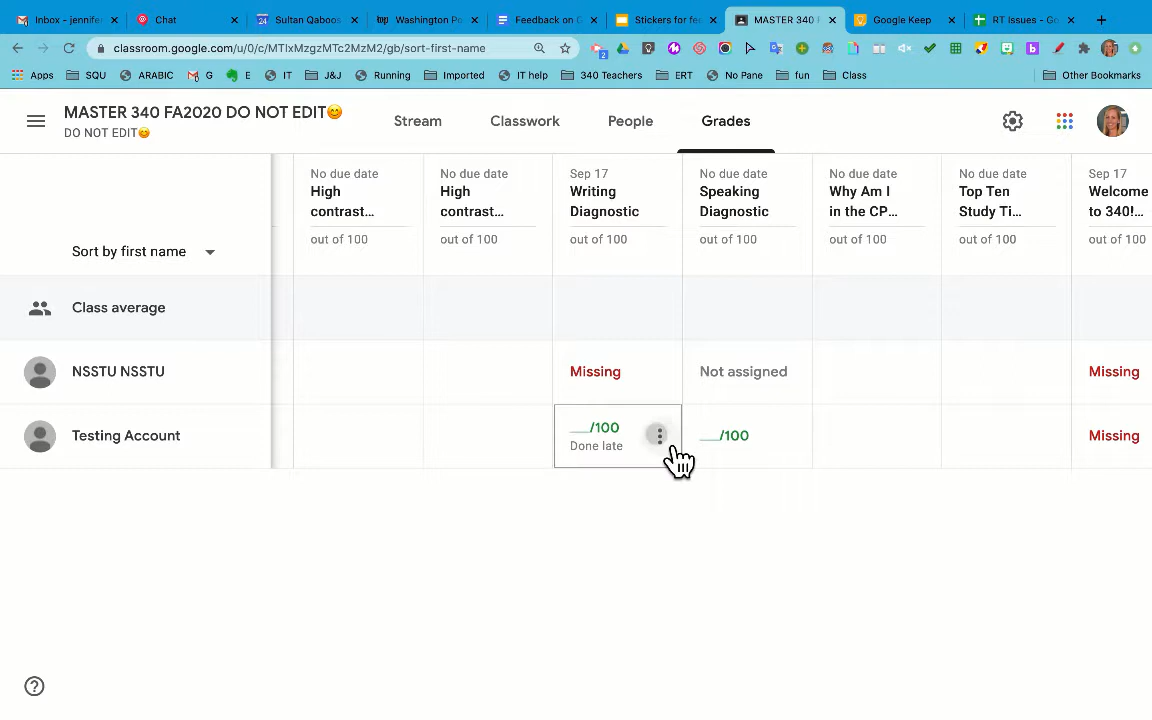 Inbox - jennifer
Chat
Sultan Qaboos
Washington Po
Feedback on G
Stickers for fee
MASTER 340 F
Google Keep
RT Issues - Go
classroom.google.com/u/0/c/MTIxMzgzMTc2MzM2/gb/sort-first-name
Apps SQU ARABIC G E IT J&J Running Imported IT help 340 Teachers ERT No Pane fun Class Other Bookmarks
MASTER 340 FA2020 DO NOT EDIT😊
DO NOT EDIT😊
Stream
Classwork
People
Grades
Sort by first name
No due date
High
contrast...
out of 100
No due date
High
contrast...
out of 100
Sep 17
Writing
Diagnostic
out of 100
No due date
Speaking
Diagnostic
out of 100
No due date
Why Am I
in the CP...
out of 100
No due date
Top Ten
Study Ti...
out of 100
Sep 17
Welcome
to 340!...
out of 100
Class average
NSSTU NSSTU
Missing
Not assigned
Missing
Testing Account
___/100
Done late
___/100
Missing